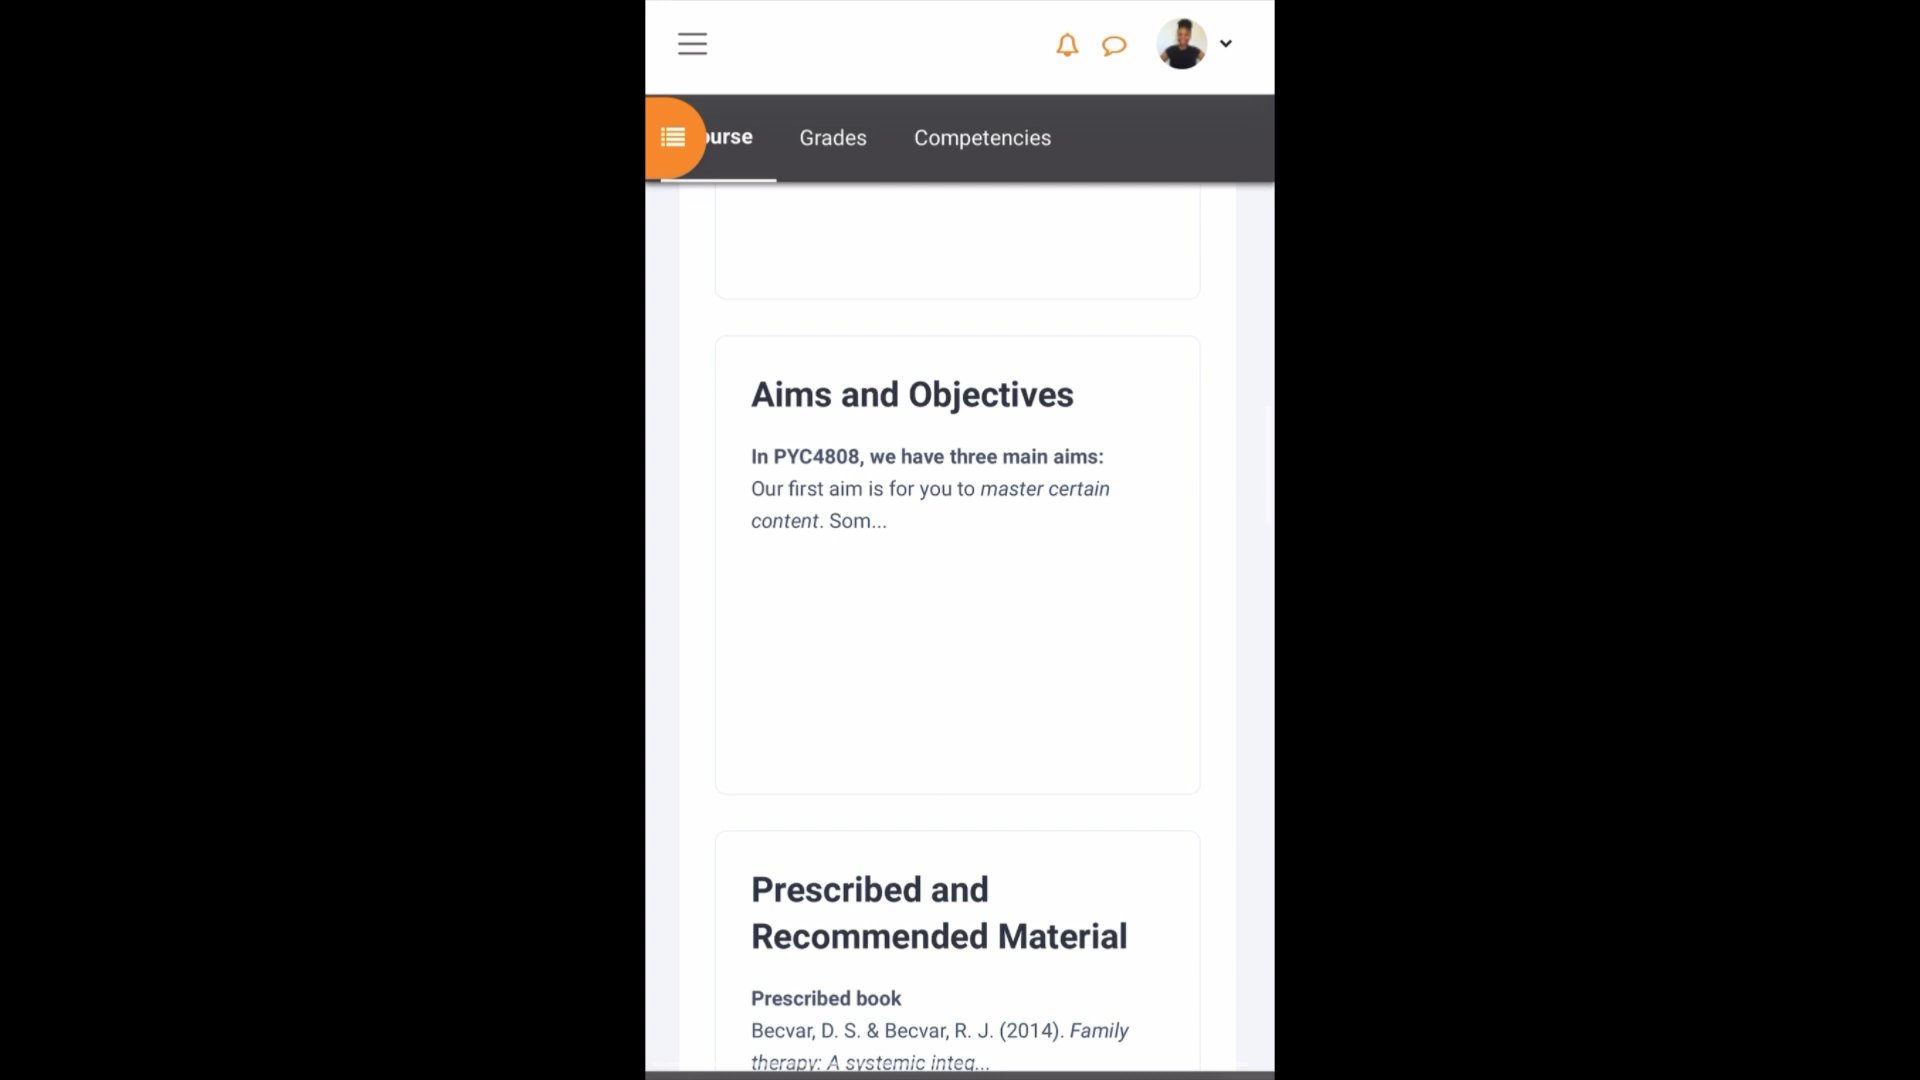 ourse Grades Competencies
Aims and Objectives
In PYC4808, we have three main aims:
Our first aim is for you to master certain
content. Som...
Prescribed and
Recommended Material
Prescribed book
Becvar, D. S. & Becvar, R. J. (2014). Family
therapy: A systemic integ...